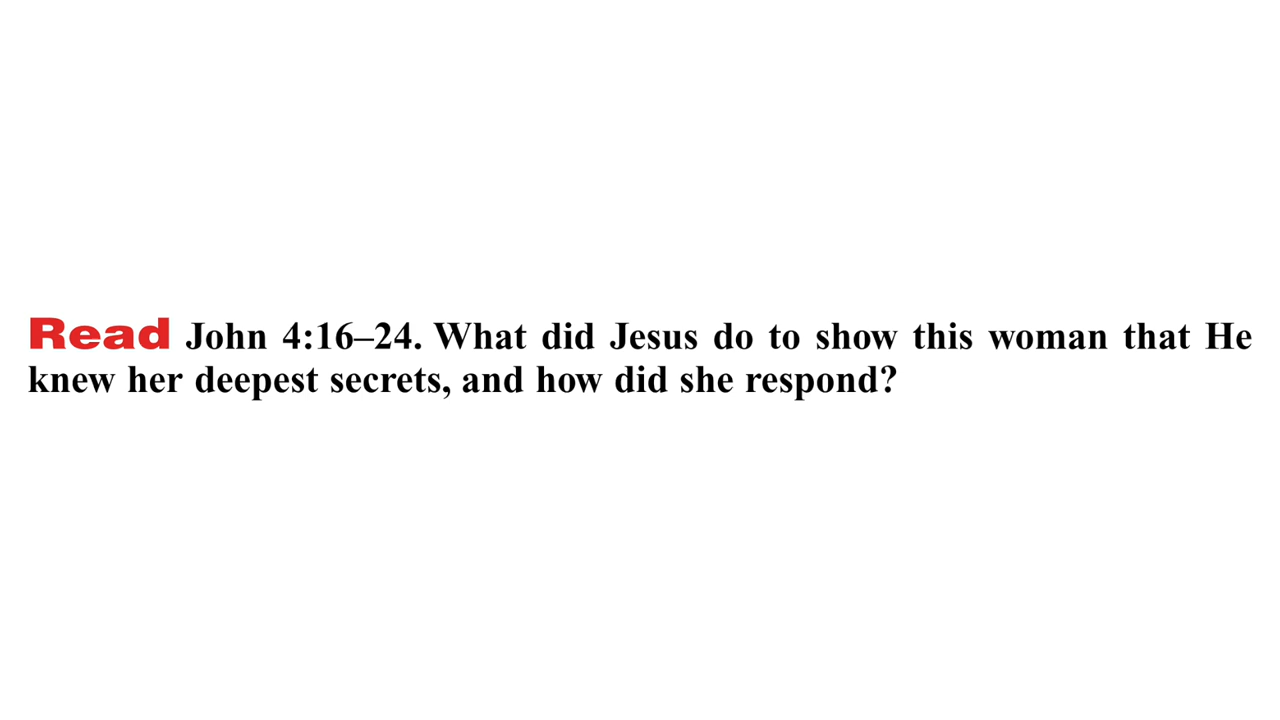 Read John 4:16–24. What did Jesus do to show this woman that He
knew her deepest secrets, and how did she respond?